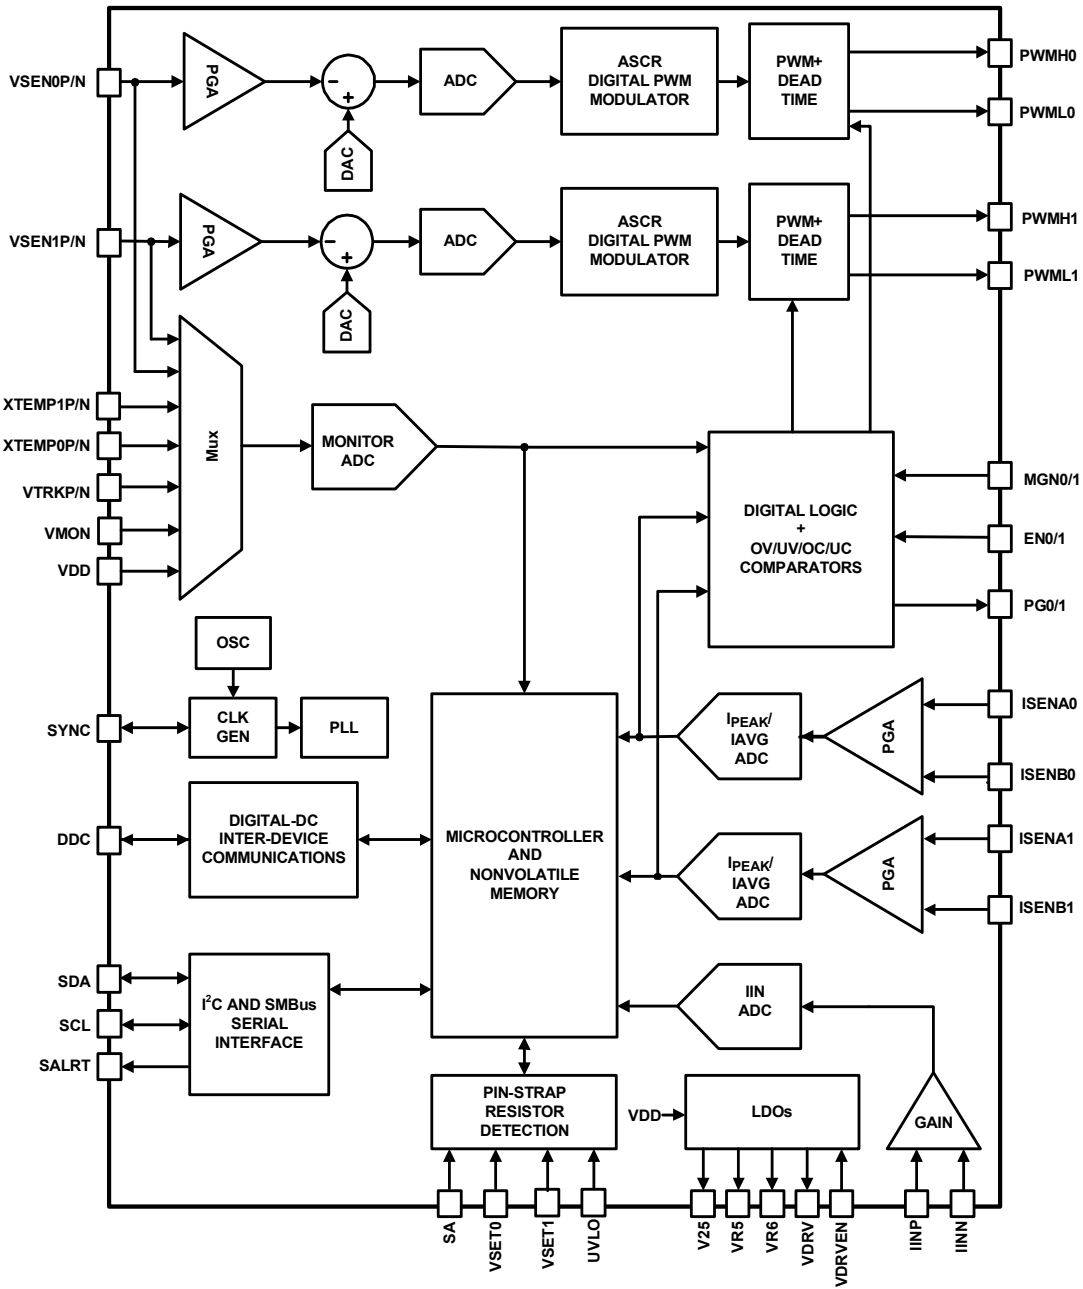 VSEN0P/N
PGA
−
+
DAC
ADC
ASCR
DIGITAL PWM
MODULATOR
PWM+
DEAD
TIME
PWMH0
PWML0
VSEN1P/N
PGA
−
+
DAC
ADC
ASCR
DIGITAL PWM
MODULATOR
PWM+
DEAD
TIME
PWMH1
PWML1
XTEMP1P/N
XTEMP0P/N
VTRKP/N
VMON
VDD
Mux
MONITOR
ADC
DIGITAL LOGIC
+
OV/UV/OC/UC
COMPARATORS
MGN0/1
EN0/1
PG0/1
OSC
SYNC
CLK
GEN
PLL
DDC
DIGITAL-DC
INTER-DEVICE
COMMUNICATIONS
MICROCONTROLLER
AND
NONVOLATILE
MEMORY
IPEAK/
IAVG
ADC
PGA
ISENA0
ISENB0
IPEAK/
IAVG
ADC
PGA
ISENA1
ISENB1
SDA
SCL
SALRT
I²C AND SMBus
SERIAL
INTERFACE
IIN
ADC
PIN-STRAP
RESISTOR
DETECTION
VDD
LDOs
GAIN
SA
VSET0
VSET1
UVLO
V25
VR5
VR6
VDRV
VDRVEN
IINP
IINN